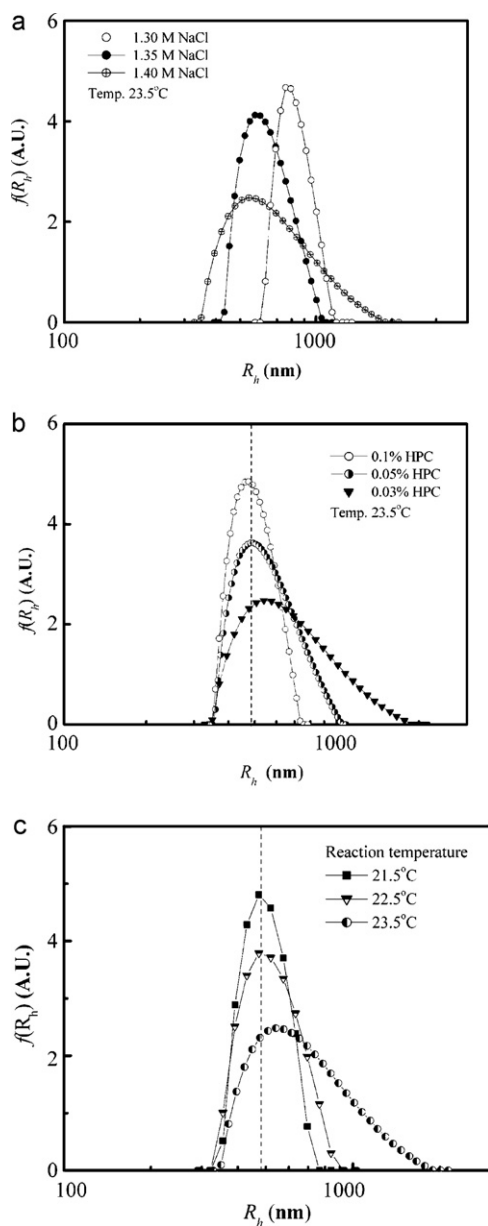 a
6
1.30 M NaCl
1.35 M NaCl
1.40 M NaCl
Temp. 23.5°C
4
f(Rh) (A.U.)
2
0
100
1000
Rh (nm)
b
6
0.1% HPC
0.05% HPC
0.03% HPC
Temp. 23.5°C
4
f(Rh) (A.U.)
2
0
100
1000
Rh (nm)
c
6
Reaction temperature
21.5°C
22.5°C
23.5°C
4
f(Rh) (A.U.)
2
0
100
1000
Rh (nm)